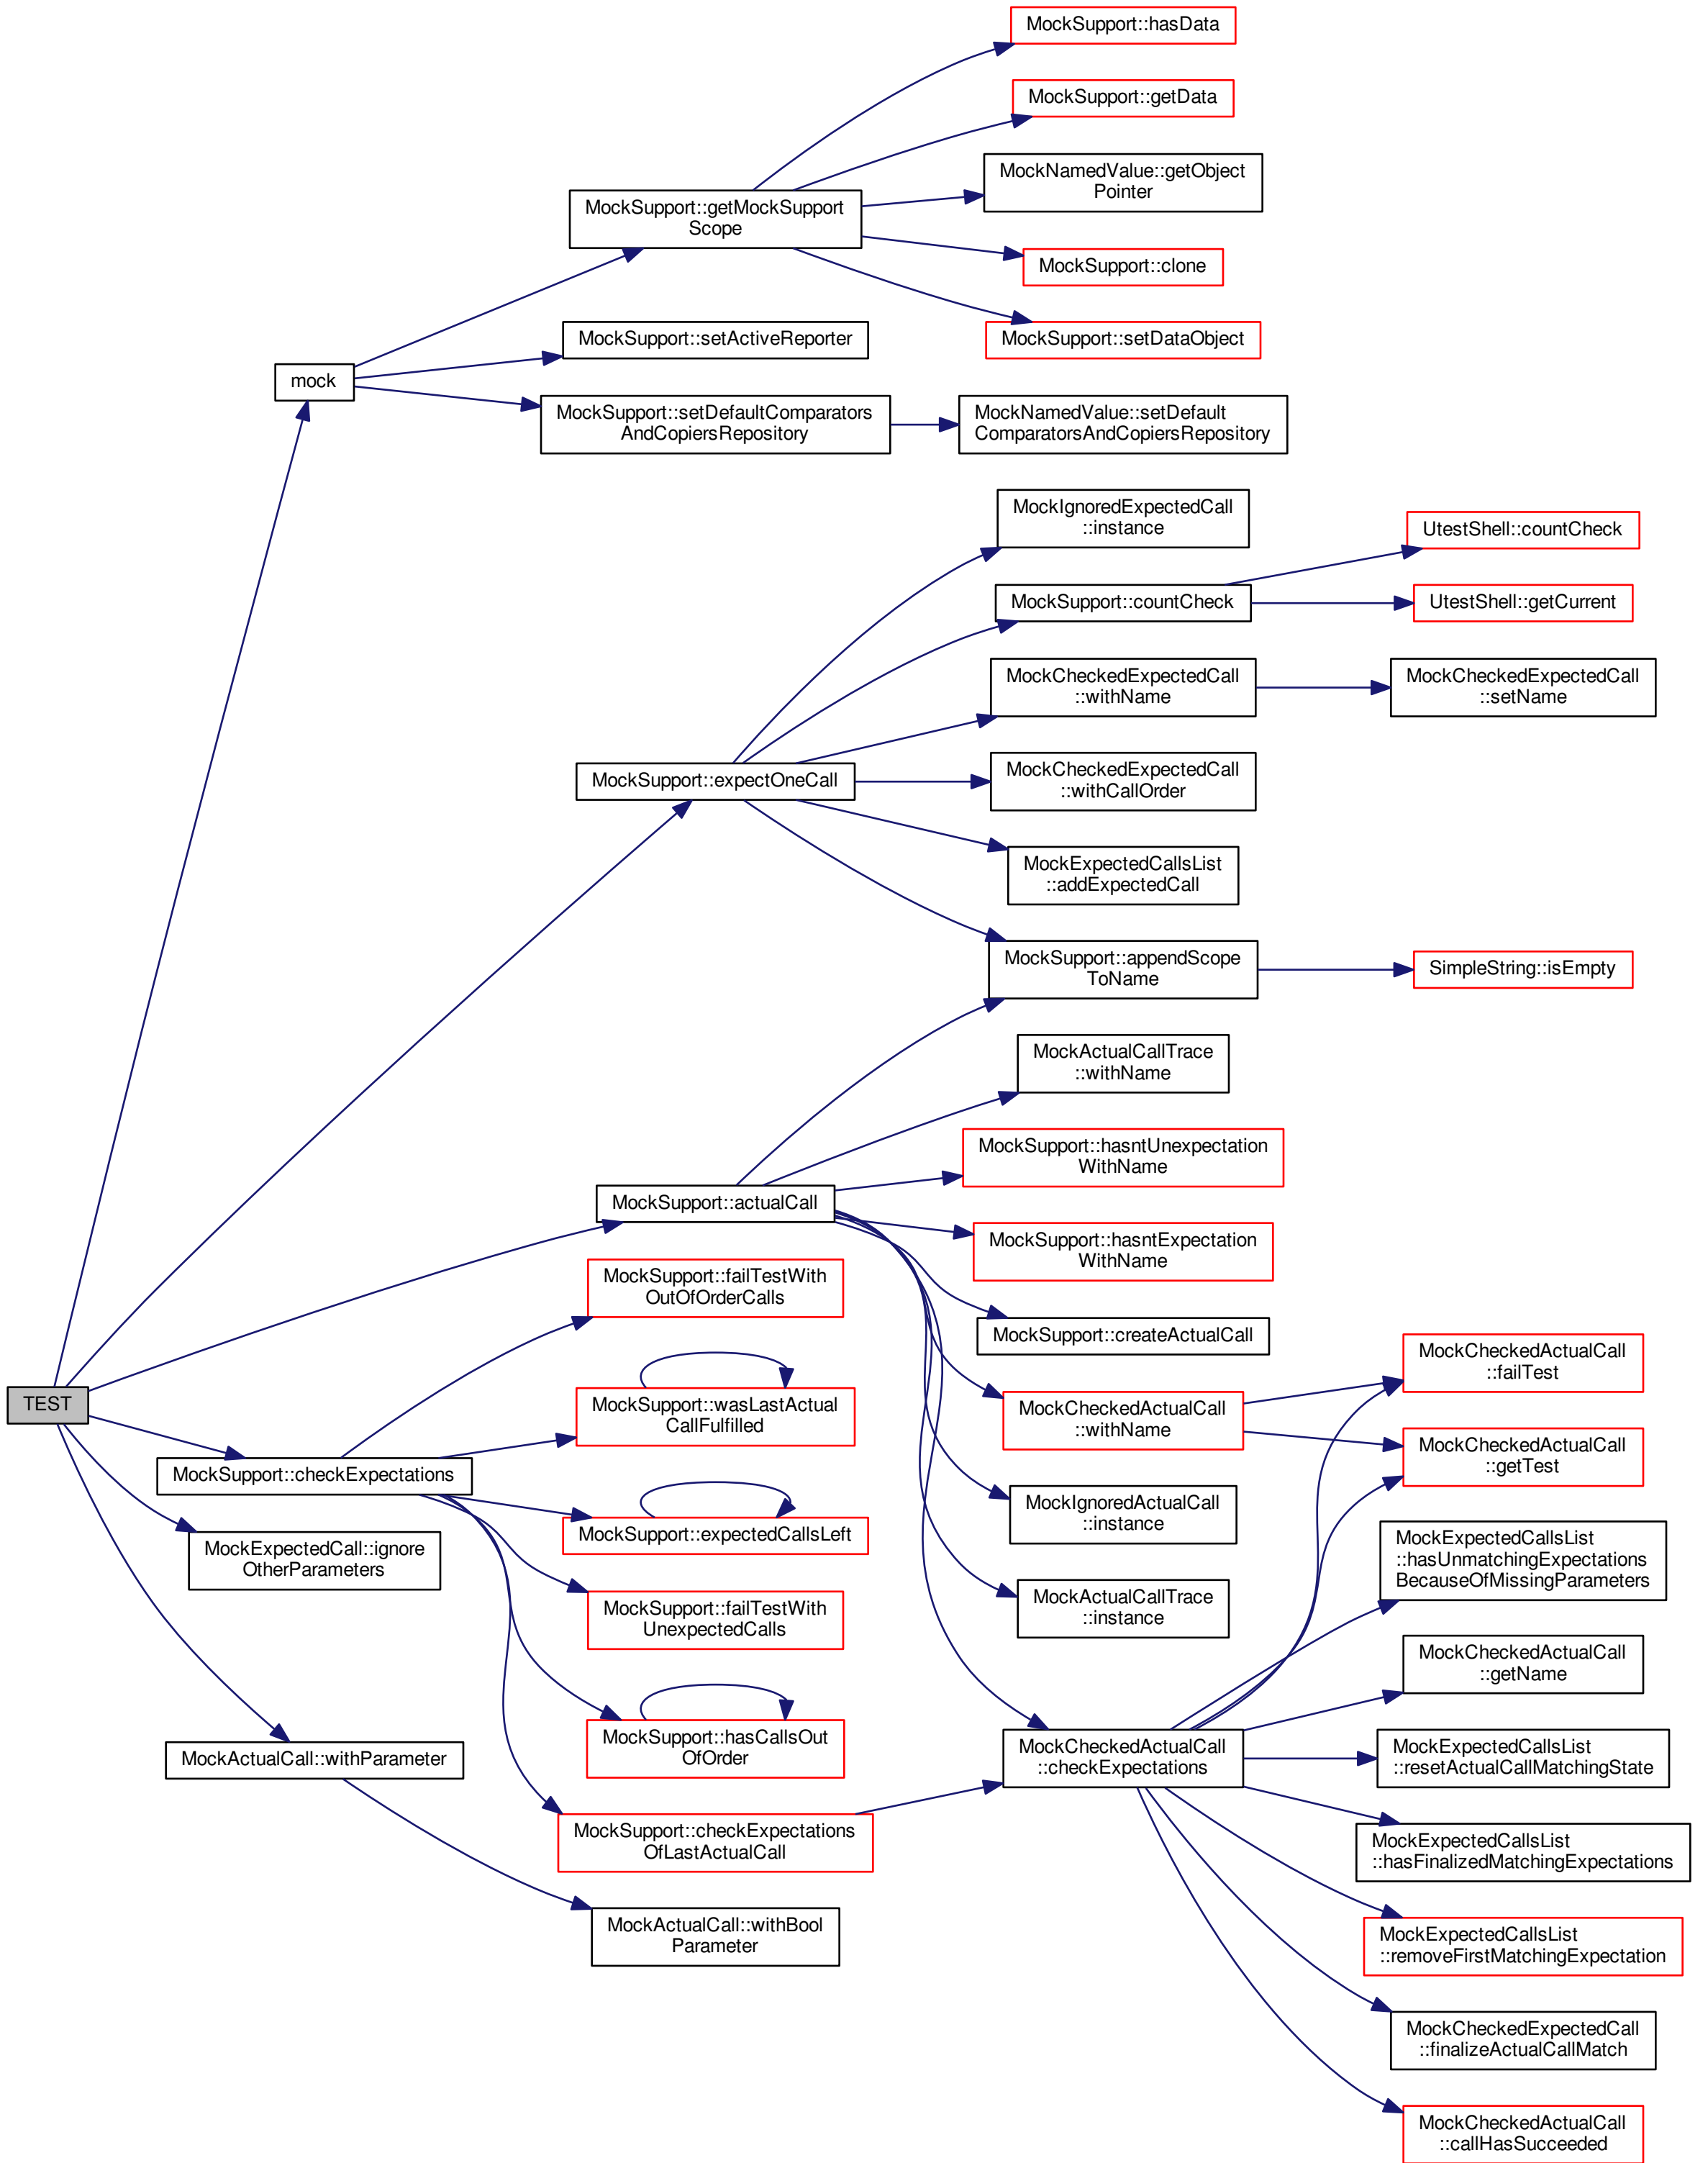 MockSupport::hasData
MockSupport::getData
MockNamedValue::getObject
Pointer
MockSupport::getMockSupport
Scope
MockSupport::clone
MockSupport::setActiveReporter
MockSupport::setDataObject
mock
MockSupport::setDefaultComparators
AndCopiersRepository
MockNamedValue::setDefault
ComparatorsAndCopiersRepository
MockIgnoredExpectedCall
::instance
UtestShell::countCheck
MockSupport::countCheck
UtestShell::getCurrent
MockCheckedExpectedCall
::withName
MockCheckedExpectedCall
::setName
MockSupport::expectOneCall
MockCheckedExpectedCall
::withCallOrder
MockExpectedCallsList
::addExpectedCall
MockSupport::appendScope
ToName
SimpleString::isEmpty
MockActualCallTrace
::withName
MockSupport::hasntUnexpectation
WithName
MockSupport::actualCall
MockSupport::hasntExpectation
WithName
MockSupport::failTestWith
OutOfOrderCalls
MockSupport::createActualCall
MockCheckedActualCall
::failTest
TEST
MockSupport::wasLastActual
CallFulfilled
MockCheckedActualCall
::withName
MockCheckedActualCall
::getTest
MockSupport::checkExpectations
MockSupport::expectedCallsLeft
MockIgnoredActualCall
::instance
MockExpectedCall::ignore
OtherParameters
MockExpectedCallsList
::hasUnmatchingExpectations
BecauseOfMissingParameters
MockSupport::failTestWith
UnexpectedCalls
MockActualCallTrace
::instance
MockCheckedActualCall
::getName
MockSupport::hasCallsOut
OfOrder
MockActualCall::withParameter
MockCheckedActualCall
::checkExpectations
MockExpectedCallsList
::resetActualCallMatchingState
MockSupport::checkExpectations
OfLastActualCall
MockExpectedCallsList
::hasFinalizedMatchingExpectations
MockActualCall::withBool
Parameter
MockExpectedCallsList
::removeFirstMatchingExpectation
MockCheckedExpectedCall
::finalizeActualCallMatch
MockCheckedActualCall
::callHasSucceeded